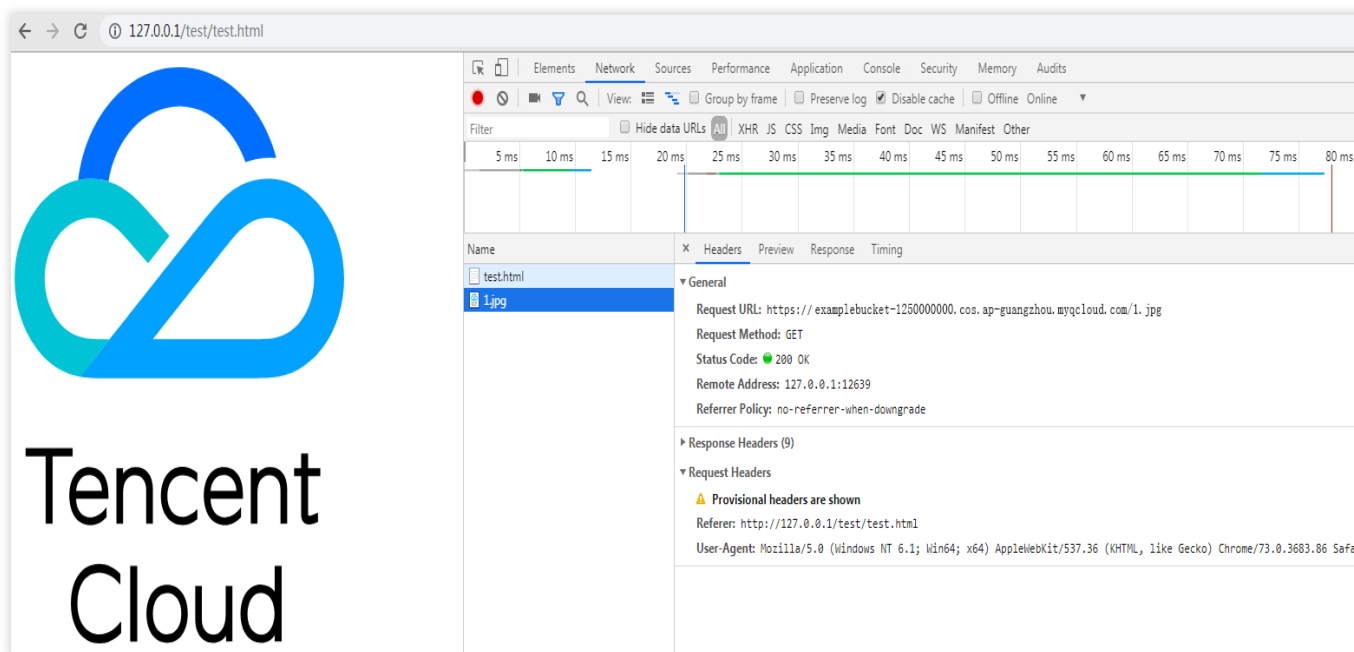 127.0.0.1/test/test.html
Tencent
Cloud
Elements Network Sources Performance Application Console Security Memory Audits
View: Group by frame Preserve log Disable cache Offline Online
Filter Hide data URLs All XHR JS CSS Img Media Font Doc WS Manifest Other
5 ms 10 ms 15 ms 20 ms 25 ms 30 ms 35 ms 40 ms 45 ms 50 ms 55 ms 60 ms 65 ms 70 ms 75 ms 80 ms
Name
test.html
1.jpg
× Headers Preview Response Timing
General
Request URL: https://examplebucket-1250000000.cos.ap-guangzhou.myqcloud.com/1.jpg
Request Method: GET
Status Code: 200 OK
Remote Address: 127.0.0.1:12639
Referrer Policy: no-referrer-when-downgrade
Response Headers (9)
Request Headers
Provisional headers are shown
Referer: http://127.0.0.1/test/test.html
User-Agent: Mozilla/5.0 (Windows NT 6.1; Win64; x64) AppleWebKit/537.36 (KHTML, like Gecko) Chrome/73.0.3683.86 Safa